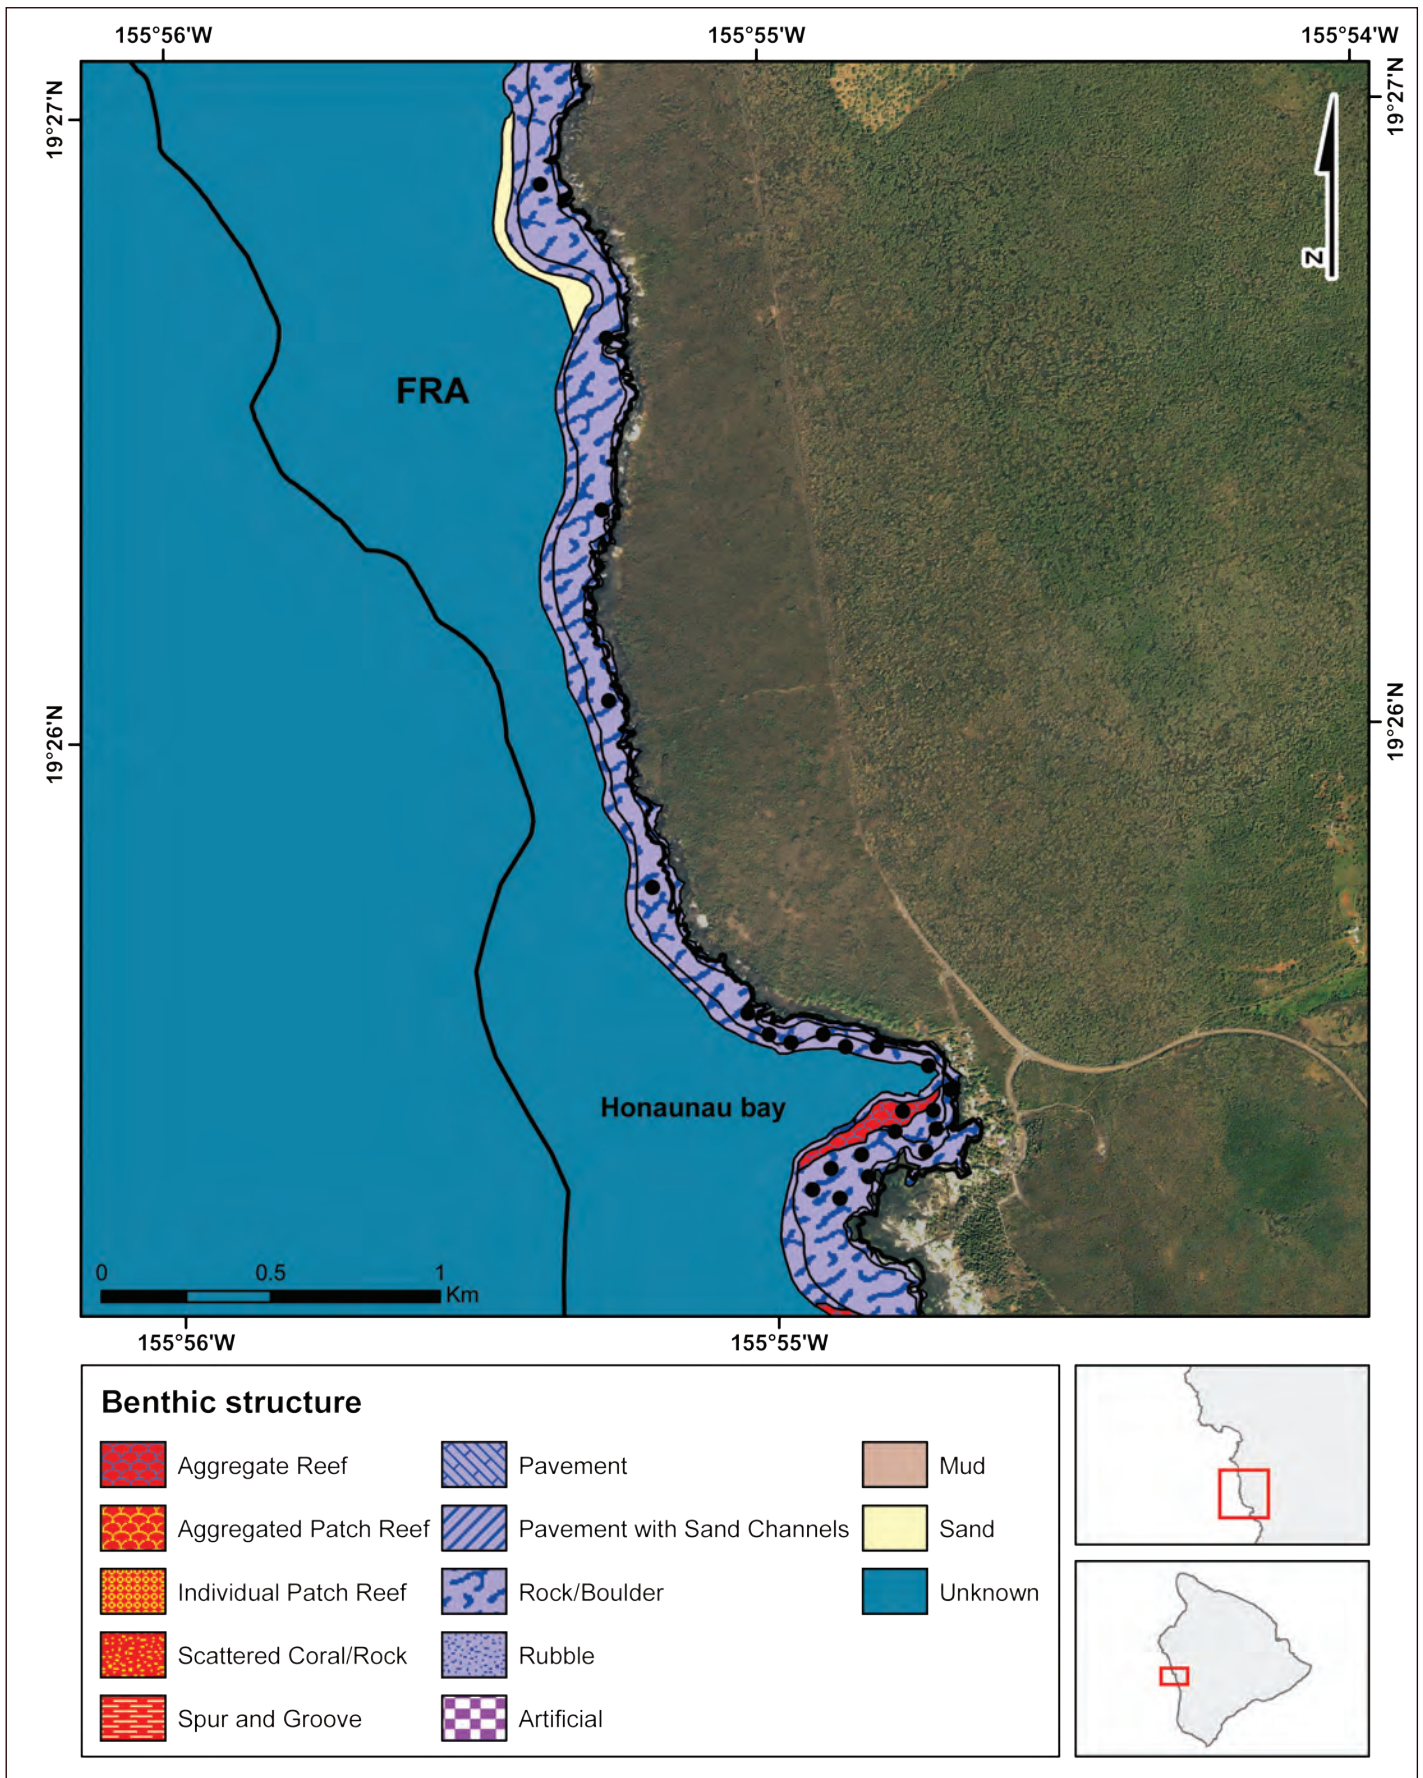 155°56'W 155°55'W 155°54'W
19°27'N 19°27'N
N
FRA
19°26'N 19°26'N
Honaunau bay
0 0.5 1
Km
155°56'W 155°55'W
Benthic structure
Aggregate Reef Pavement Mud
Aggregated Patch Reef Pavement with Sand Channels Sand
Individual Patch Reef Rock/Boulder Unknown
Scattered Coral/Rock Rubble
Spur and Groove Artificial